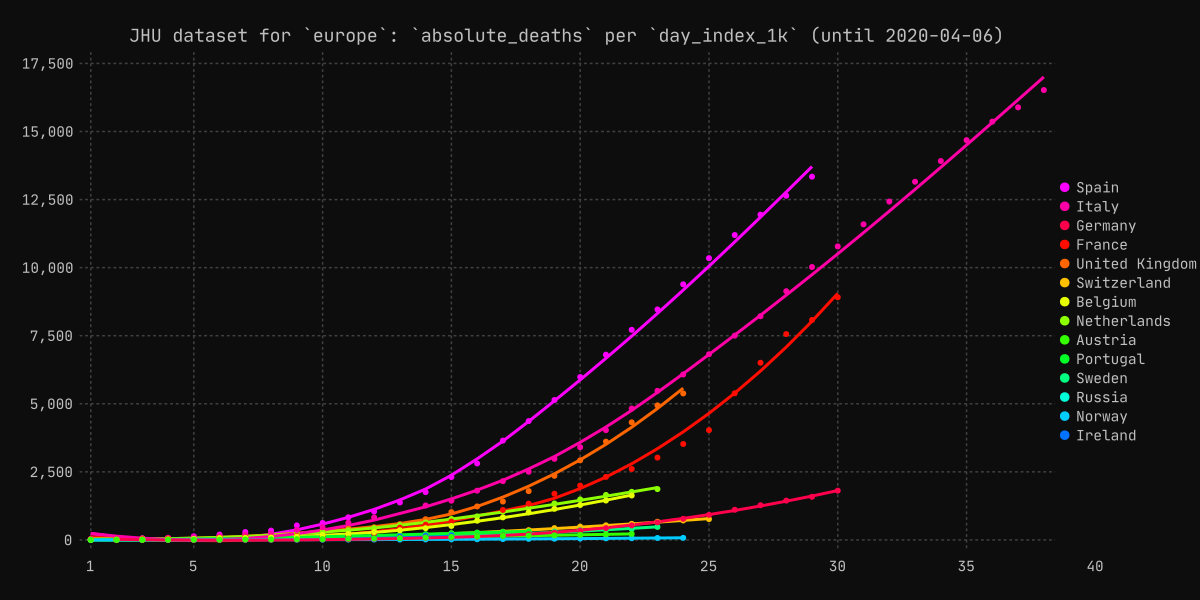 JHU dataset for `europe`: `absolute_deaths` per `day_index_1k` (until 2020-04-06)
17,500
15,000
12,500
10,000
7,500
5,000
2,500
0
1 5 10 15 20 25 30 35 40
Spain
Italy
Germany
France
United Kingdom
Switzerland
Belgium
Netherlands
Austria
Portugal
Sweden
Russia
Norway
Ireland